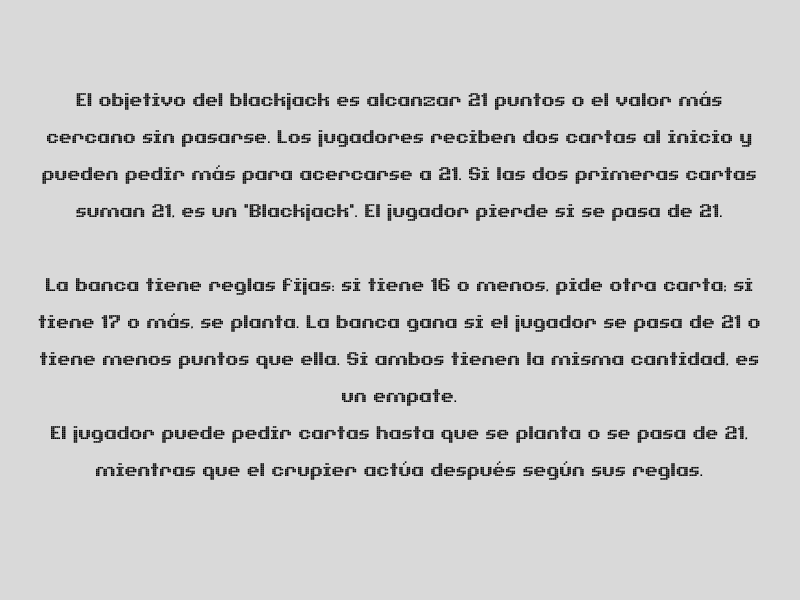 El objetivo del blackjack es alcanzar 21 puntos o el valor más
cercano sin pasarse. Los jugadores reciben dos cartas al inicio y
pueden pedir más para acercarse a 21. Si las dos primeras cartas
suman 21, es un "Blackjack". El jugador pierde si se pasa de 21.
La banca tiene reglas fijas: si tiene 16 o menos, pide otra carta; si
tiene 17 o más, se planta. La banca gana si el jugador se pasa de 21 o
tiene menos puntos que ella. Si ambos tienen la misma cantidad, es
un empate.
El jugador puede pedir cartas hasta que se planta o se pasa de 21,
mientras que el crupier actúa después según sus reglas.